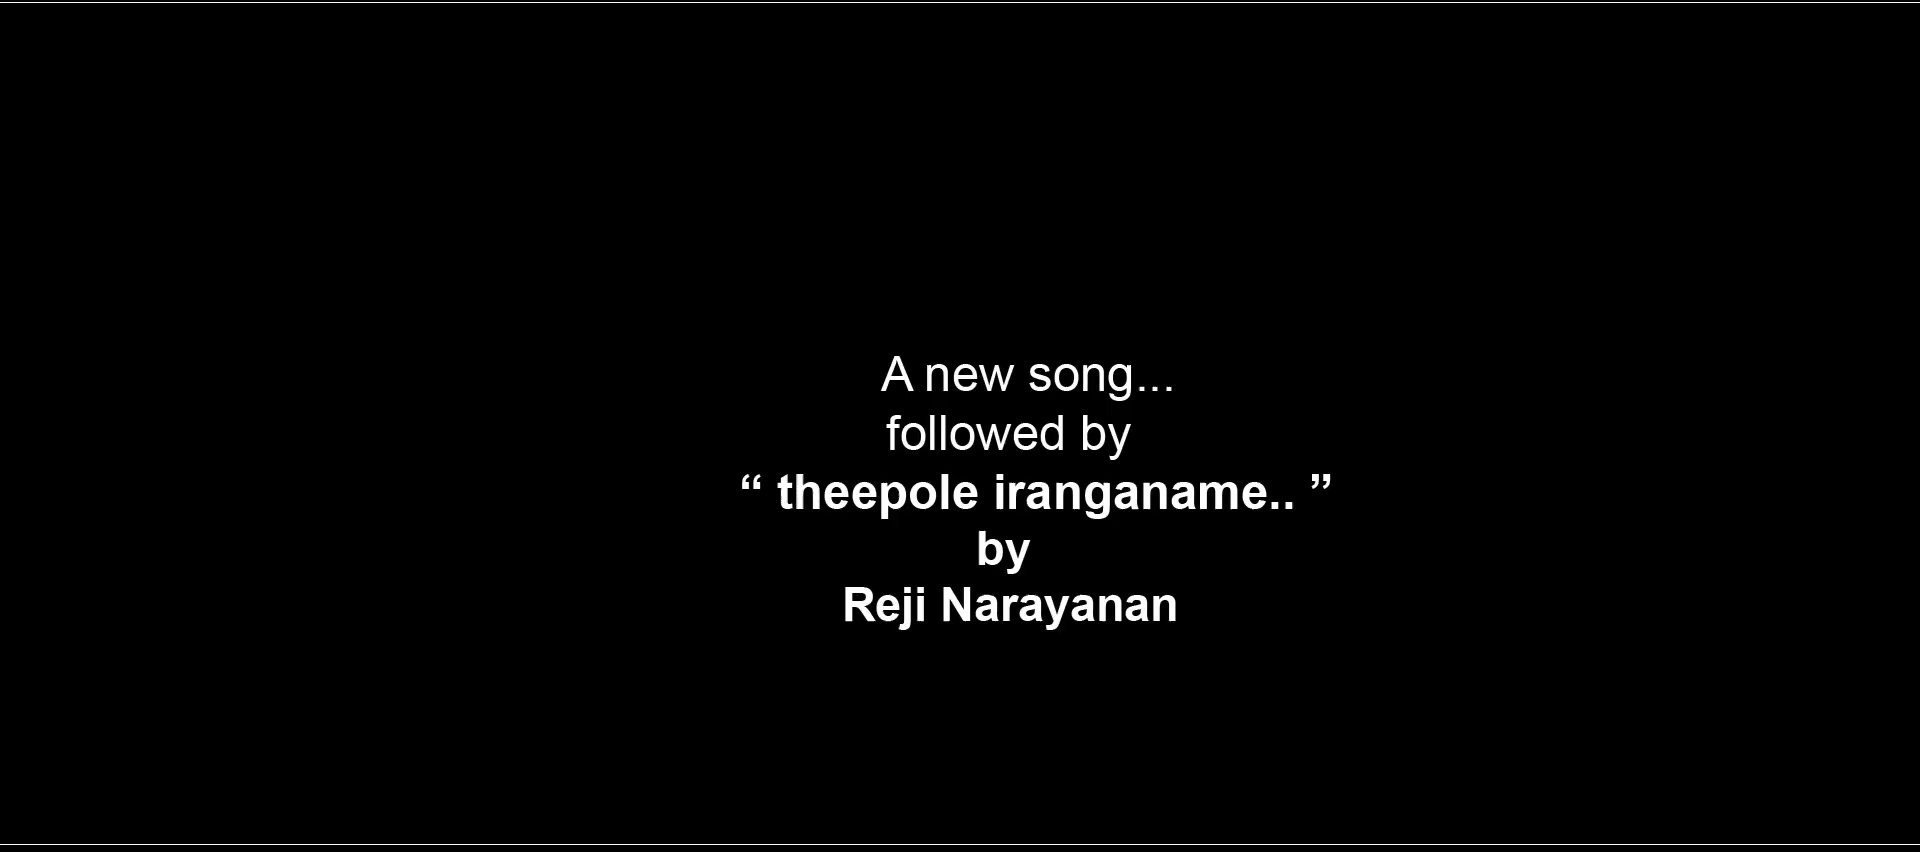 A new song...
followed by
“ theepole iranganame.. ”
by
Reji Narayanan